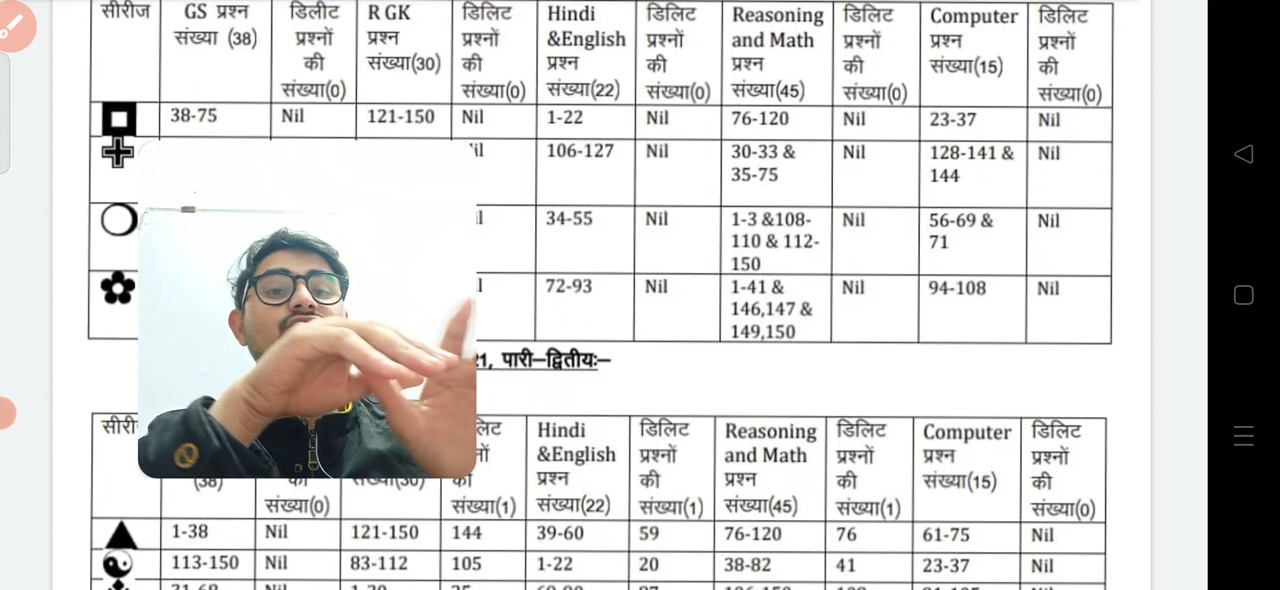 सीरीज GS प्रश्न डिलीट R GK डिलिट Hindi डिलिट Reasoning डिलिट Computer डिलिट
संख्या (38) प्रश्नों प्रश्न प्रश्नों &English प्रश्नों and Math प्रश्नों प्रश्न प्रश्नों
की संख्या(30) की प्रश्न की प्रश्न की संख्या(15) की
संख्या(0) संख्या(0) संख्या(22) संख्या(0) संख्या(45) संख्या(0) संख्या(0)
38-75 Nil 121-150 Nil 1-22 Nil 76-120 Nil 23-37 Nil
106-127 Nil 30-33 & Nil 128-141 & Nil
35-75 144
34-55 Nil 1-3 &108- Nil 56-69 & Nil
110 & 112- 71
150
72-93 Nil 1-41 & Nil 94-108 Nil
146,147 &
149,150
पारी–द्वितीयः–
Hindi डिलिट Reasoning डिलिट Computer डिलिट
&English प्रश्नों and Math प्रश्नों प्रश्न प्रश्नों
(38) की संख्या(30) की प्रश्न की प्रश्न की संख्या(15) की
संख्या(0) संख्या(1) संख्या(22) संख्या(1) संख्या(45) संख्या(1) संख्या(0)
1-38 Nil 121-150 144 39-60 59 76-120 76 61-75 Nil
113-150 Nil 83-112 105 1-22 20 38-82 41 23-37 Nil